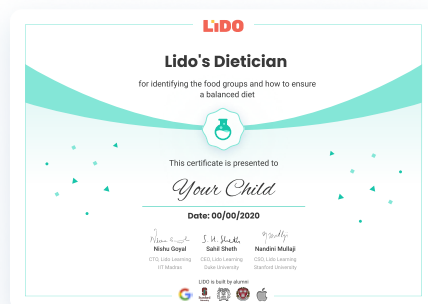 LiDO
Lido's Dietician
for identifying the food groups and how to ensure
a balanced diet
This certificate is presented to
Your Child
Date: 00/00/2020
Nishu Goyal
Sahil Sheth
Nandini Mullaji
CTO, Lido Learning
CEO, Lido Learning
CSO, Lido Learning
IIT Madras
Duke University
Stanford University
LIDO is built by alumni